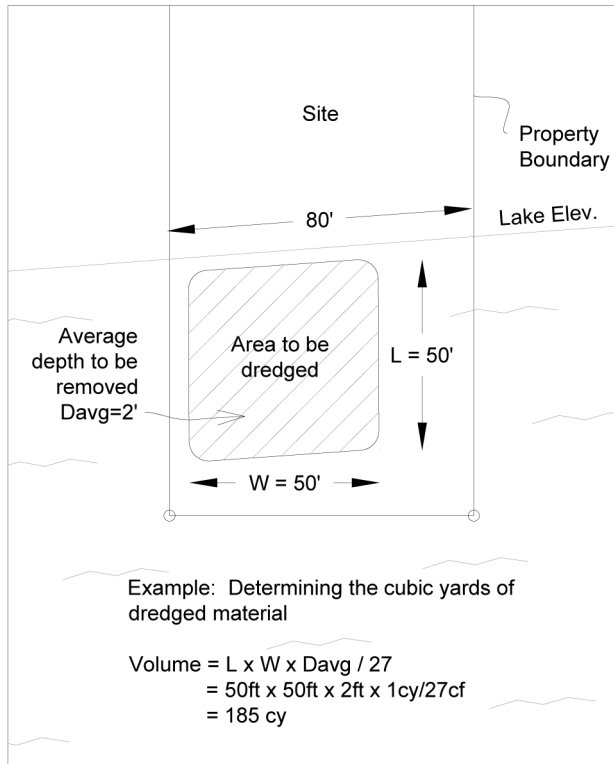 Site
Property
Boundary
80'
Lake Elev.
Average
depth to be
removed
Davg=2'
Area to be
dredged
L = 50'
W = 50'
Example:  Determining the cubic yards of
dredged material
Volume = L x W x Davg / 27
= 50ft x 50ft x 2ft x 1cy/27cf
= 185 cy